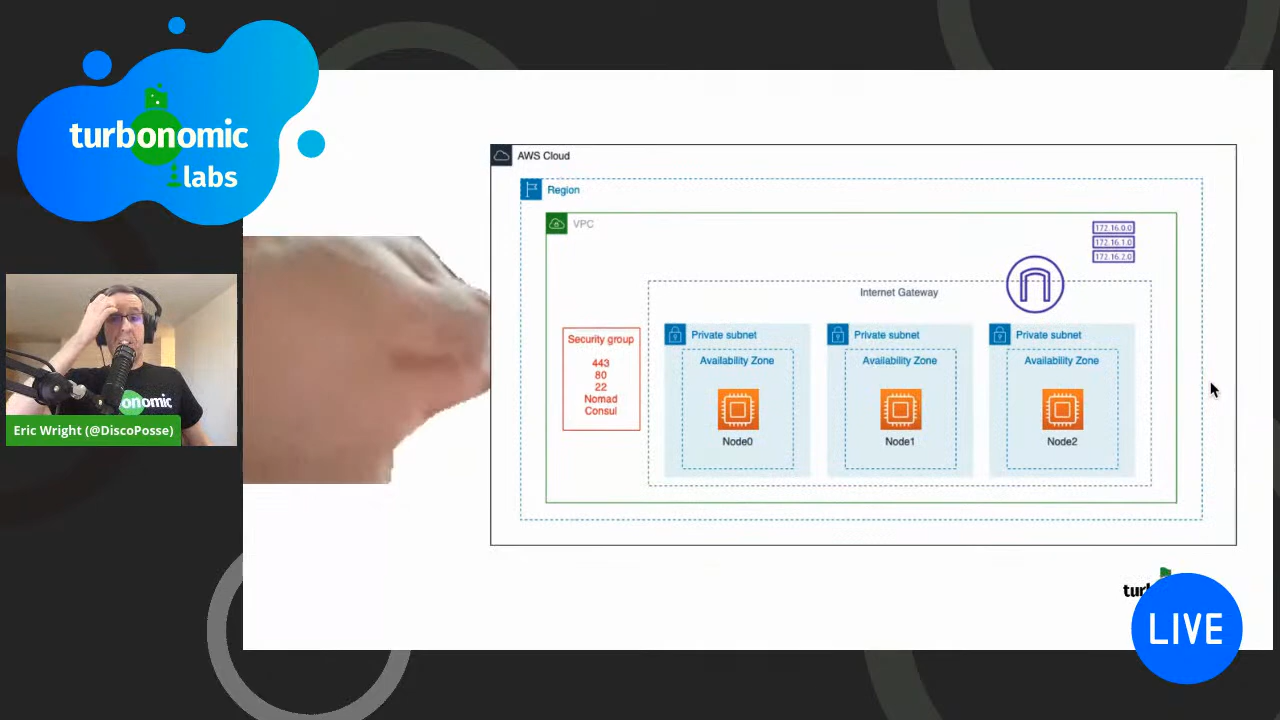 turbonomic
labs
AWS Cloud
Region
VPC
172.16.0.0
172.16.1.0
172.16.2.0
Internet Gateway
Security group
443
80
22
Nomad
Consul
Private subnet
Availability Zone
Node0
Private subnet
Availability Zone
Node1
Private subnet
Availability Zone
Node2
onomic
Eric Wright (@DiscoPosse)
turb
LIVE